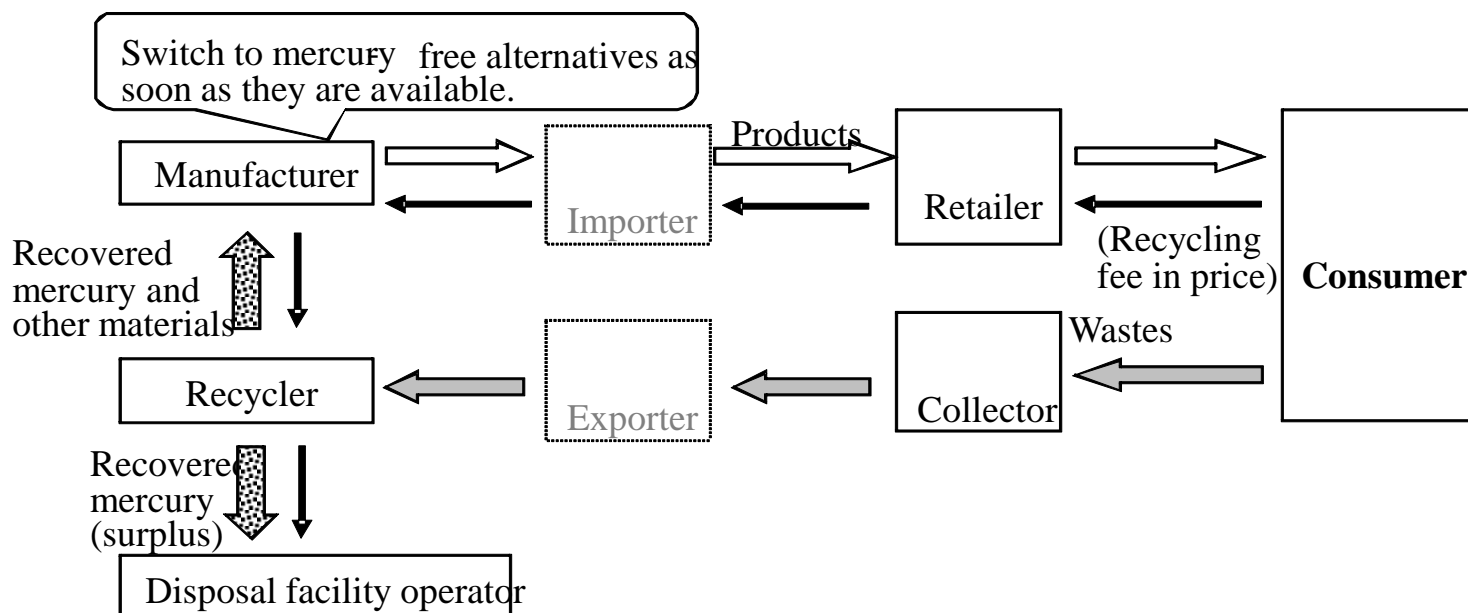 Switch to mercury- free alternatives as
soon as they are available.
Products
Manufacturer
Importer
Retailer
(Recycling
fee in price)
Consumer
Recovered
mercury and
other materials
Wastes
Recycler
Exporter
Collector
Recovered
mercury
(surplus)
Disposal facility operator